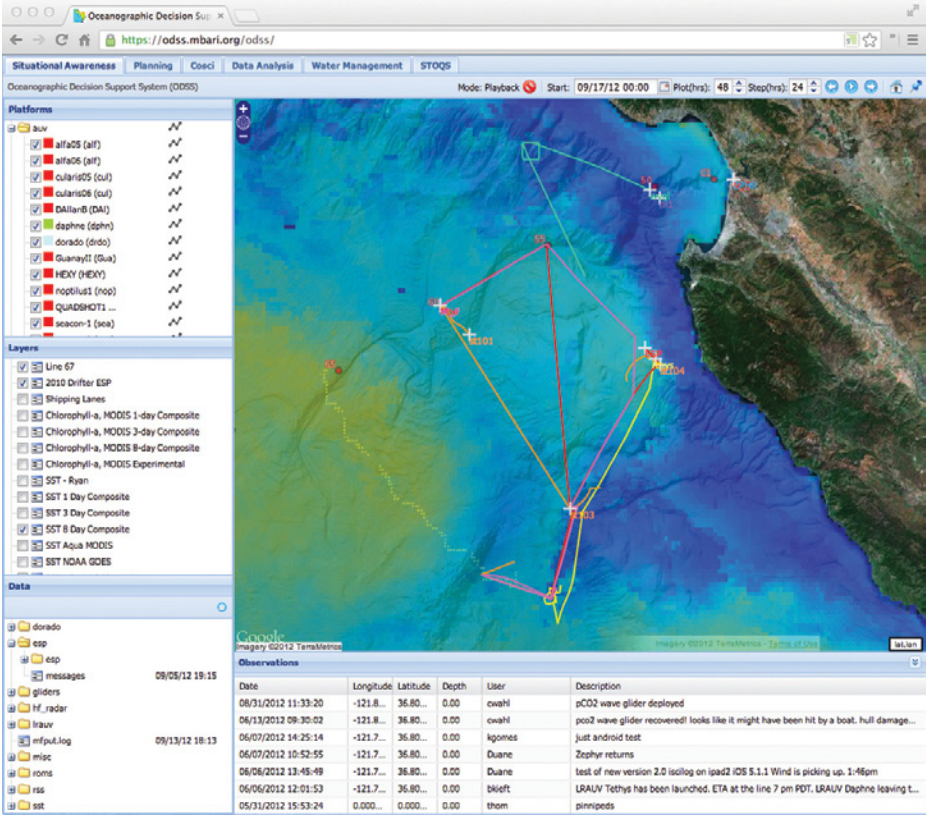 Oceanographic Decision Sup ×
https://odss.mbari.org/odss/
Situational Awareness Planning Cosci Data Analysis Water Management STOQS
Oceanographic Decision Support System (ODSS) Mode: Playback Start: 09/17/12 00:00 Plot(hrs): 48 Step(hrs): 24
Platforms
auv
alfa05 (alf)
alfa06 (alf)
cularis05 (cul)
cularis06 (cul)
DAllanB (DAl)
daphne (dphn)
dorado (drdo)
GuanayII (Gua)
HEXY (HEXY)
noptilus1 (nop)
QUADSHOT1 ...
seacon-1 (sea)
Layers
Line 67
2010 Drifter ESP
Shipping Lanes
Chlorophyll-a, MODIS 1-day Composite
Chlorophyll-a, MODIS 3-day Composite
Chlorophyll-a, MODIS 8-day Composite
Chlorophyll-a, MODIS Experimental
SST - Ryan
SST 1 Day Composite
SST 3 Day Composite
SST 8 Day Composite
SST Aqua MODIS
SST NOAA GOES
Data
dorado
esp
esp
messages 09/05/12 19:15
gliders
hf_radar
lrauv
mfput.log 09/13/12 18:13
misc
roms
rss
sst
50
51
55
65
Google
Imagery ©2012 TerraMetrics
Imagery ©2012 TerraMetrics - Terms of Use
lat,lon
Observations
Date Longitude Latitude Depth User Description
08/31/2012 11:33:20 -121.8... 36.80... 0.00 cwahl pCO2 wave glider deployed
06/13/2012 09:30:02 -121.8... 36.80... 0.00 cwahl pco2 wave glider recovered! looks like it might have been hit by a boat. hull damage...
06/07/2012 14:25:14 -121.7... 36.80... 0.00 kgomes just android test
06/07/2012 10:52:55 -121.7... 36.80... 0.00 Duane Zephyr returns
06/06/2012 13:45:49 -121.7... 36.80... 0.00 Duane test of new version 2.0 iscilog on ipad2 iOS 5.1.1 Wind is picking up. 1:46pm
06/06/2012 12:01:53 -121.7... 36.80... 0.00 bkieft LRAUV Tethys has been launched. ETA at the line 7 pm PDT. LRAUV Daphne leaving t...
05/31/2012 15:53:24 0.000... 0.000... 0.00 thom pinnipeds